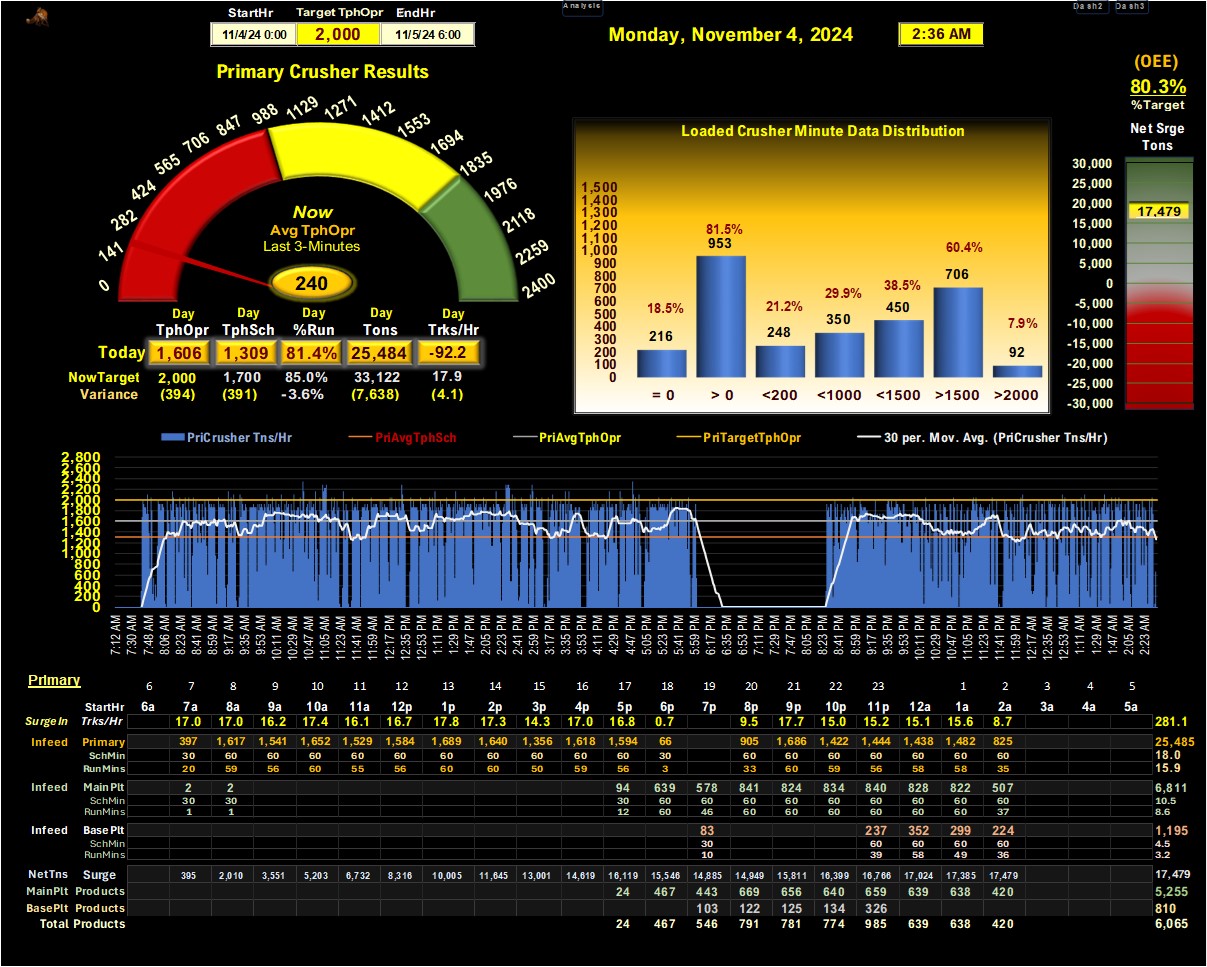 Analysis
Dash2 Dash3
StartHr Target TphOpr EndHr
11/4/24 0:00 2,000 11/5/24 6:00
Monday, November 4, 2024
2:36 AM
Primary Crusher Results
0 141 282 424 565 706 847 988 1129 1271 1412 1553 1694 1835 1976 2118 2259 2400
Now
Avg TphOpr
Last 3-Minutes
240
Day Day Day Day Day
TphOpr TphSch %Run Tons Trks/Hr
Today 1,606 1,309 81.4% 25,484 -92.2
NowTarget 2,000 1,700 85.0% 33,122 17.9
Variance (394) (391) -3.6% (7,638) (4.1)
Loaded Crusher Minute Data Distribution
1,500
1,400
1,300
1,200
1,100
1,000
900
800
700
600
500
400
300
200
100
0
18.5% 81.5% 21.2% 29.9% 38.5% 60.4% 7.9%
216 953 248 350 450 706 92
= 0 > 0 <200 <1000 <1500 >1500 >2000
(OEE)
80.3%
%Target
Net Srge
Tons
30,000
25,000
20,000
17,479
15,000
10,000
5,000
0
-5,000
-10,000
-15,000
-20,000
-25,000
-30,000
PriCrusher Tns/Hr PriAvgTphSch PriAvgTphOpr PriTargetTphOpr 30 per. Mov. Avg. (PriCrusher Tns/Hr)
2,800
2,600
2,400
2,200
2,000
1,800
1,600
1,400
1,200
1,000
800
600
400
200
0
7:12 AM 7:30 AM 7:48 AM 8:06 AM 8:23 AM 8:41 AM 8:59 AM 9:17 AM 9:35 AM 9:53 AM 10:11 AM 10:29 AM 10:47 AM 11:05 AM 11:23 AM 11:41 AM 11:59 AM 12:17 PM 12:35 PM 12:53 PM 1:11 PM 1:29 PM 1:47 PM 2:05 PM 2:23 PM 2:41 PM 2:59 PM 3:17 PM 3:35 PM 3:53 PM 4:11 PM 4:29 PM 4:47 PM 5:05 PM 5:23 PM 5:41 PM 5:59 PM 6:17 PM 6:35 PM 6:53 PM 7:11 PM 7:29 PM 7:47 PM 8:05 PM 8:23 PM 8:41 PM 8:59 PM 9:17 PM 9:35 PM 9:53 PM 10:11 PM 10:29 PM 10:47 PM 11:05 PM 11:23 PM 11:41 PM 11:59 PM 12:17 AM 12:35 AM 12:53 AM 1:11 AM 1:29 AM 1:47 AM 2:05 AM 2:23 AM
Primary
6 7 8 9 10 11 12 13 14 15 16 17 18 19 20 21 22 23 1 2 3 4 5
StartHr 6a 7a 8a 9a 10a 11a 12p 1p 2p 3p 4p 5p 6p 7p 8p 9p 10p 11p 12a 1a 2a 3a 4a 5a
SurgeIn Trks/Hr 17.0 17.0 16.2 17.4 16.1 16.7 17.8 17.3 14.3 17.0 16.8 0.7 9.5 17.7 15.0 15.2 15.1 15.6 8.7 281.1
Infeed Primary 397 1,617 1,541 1,652 1,529 1,584 1,689 1,640 1,356 1,618 1,594 66 905 1,686 1,422 1,444 1,438 1,482 825 25,485
SchMin 30 60 60 60 60 60 60 60 60 60 60 30 60 60 60 60 60 60 60 18.0
RunMins 20 59 56 60 55 56 60 60 50 59 56 3 33 60 59 56 58 58 35 15.9
Infeed MainPlt 2 2 94 639 578 841 824 834 840 828 822 507 6,811
SchMin 30 30 30 60 60 60 60 60 60 60 60 60 10.5
RunMins 1 1 12 60 46 60 60 60 60 60 60 37 8.6
Infeed BasePlt 83 237 352 299 224 1,195
SchMin 30 60 60 60 60 4.5
RunMins 10 39 58 49 36 3.2
NetTns Surge 395 2,010 3,551 5,203 6,732 8,316 10,005 11,645 13,001 14,619 16,119 15,546 14,885 14,949 15,811 16,399 16,766 17,024 17,385 17,479 17,479
MainPlt Products 24 467 443 669 656 640 659 639 638 420 5,255
BasePlt Products 103 122 125 134 326 810
Total Products 24 467 546 791 781 774 985 639 638 420 6,065